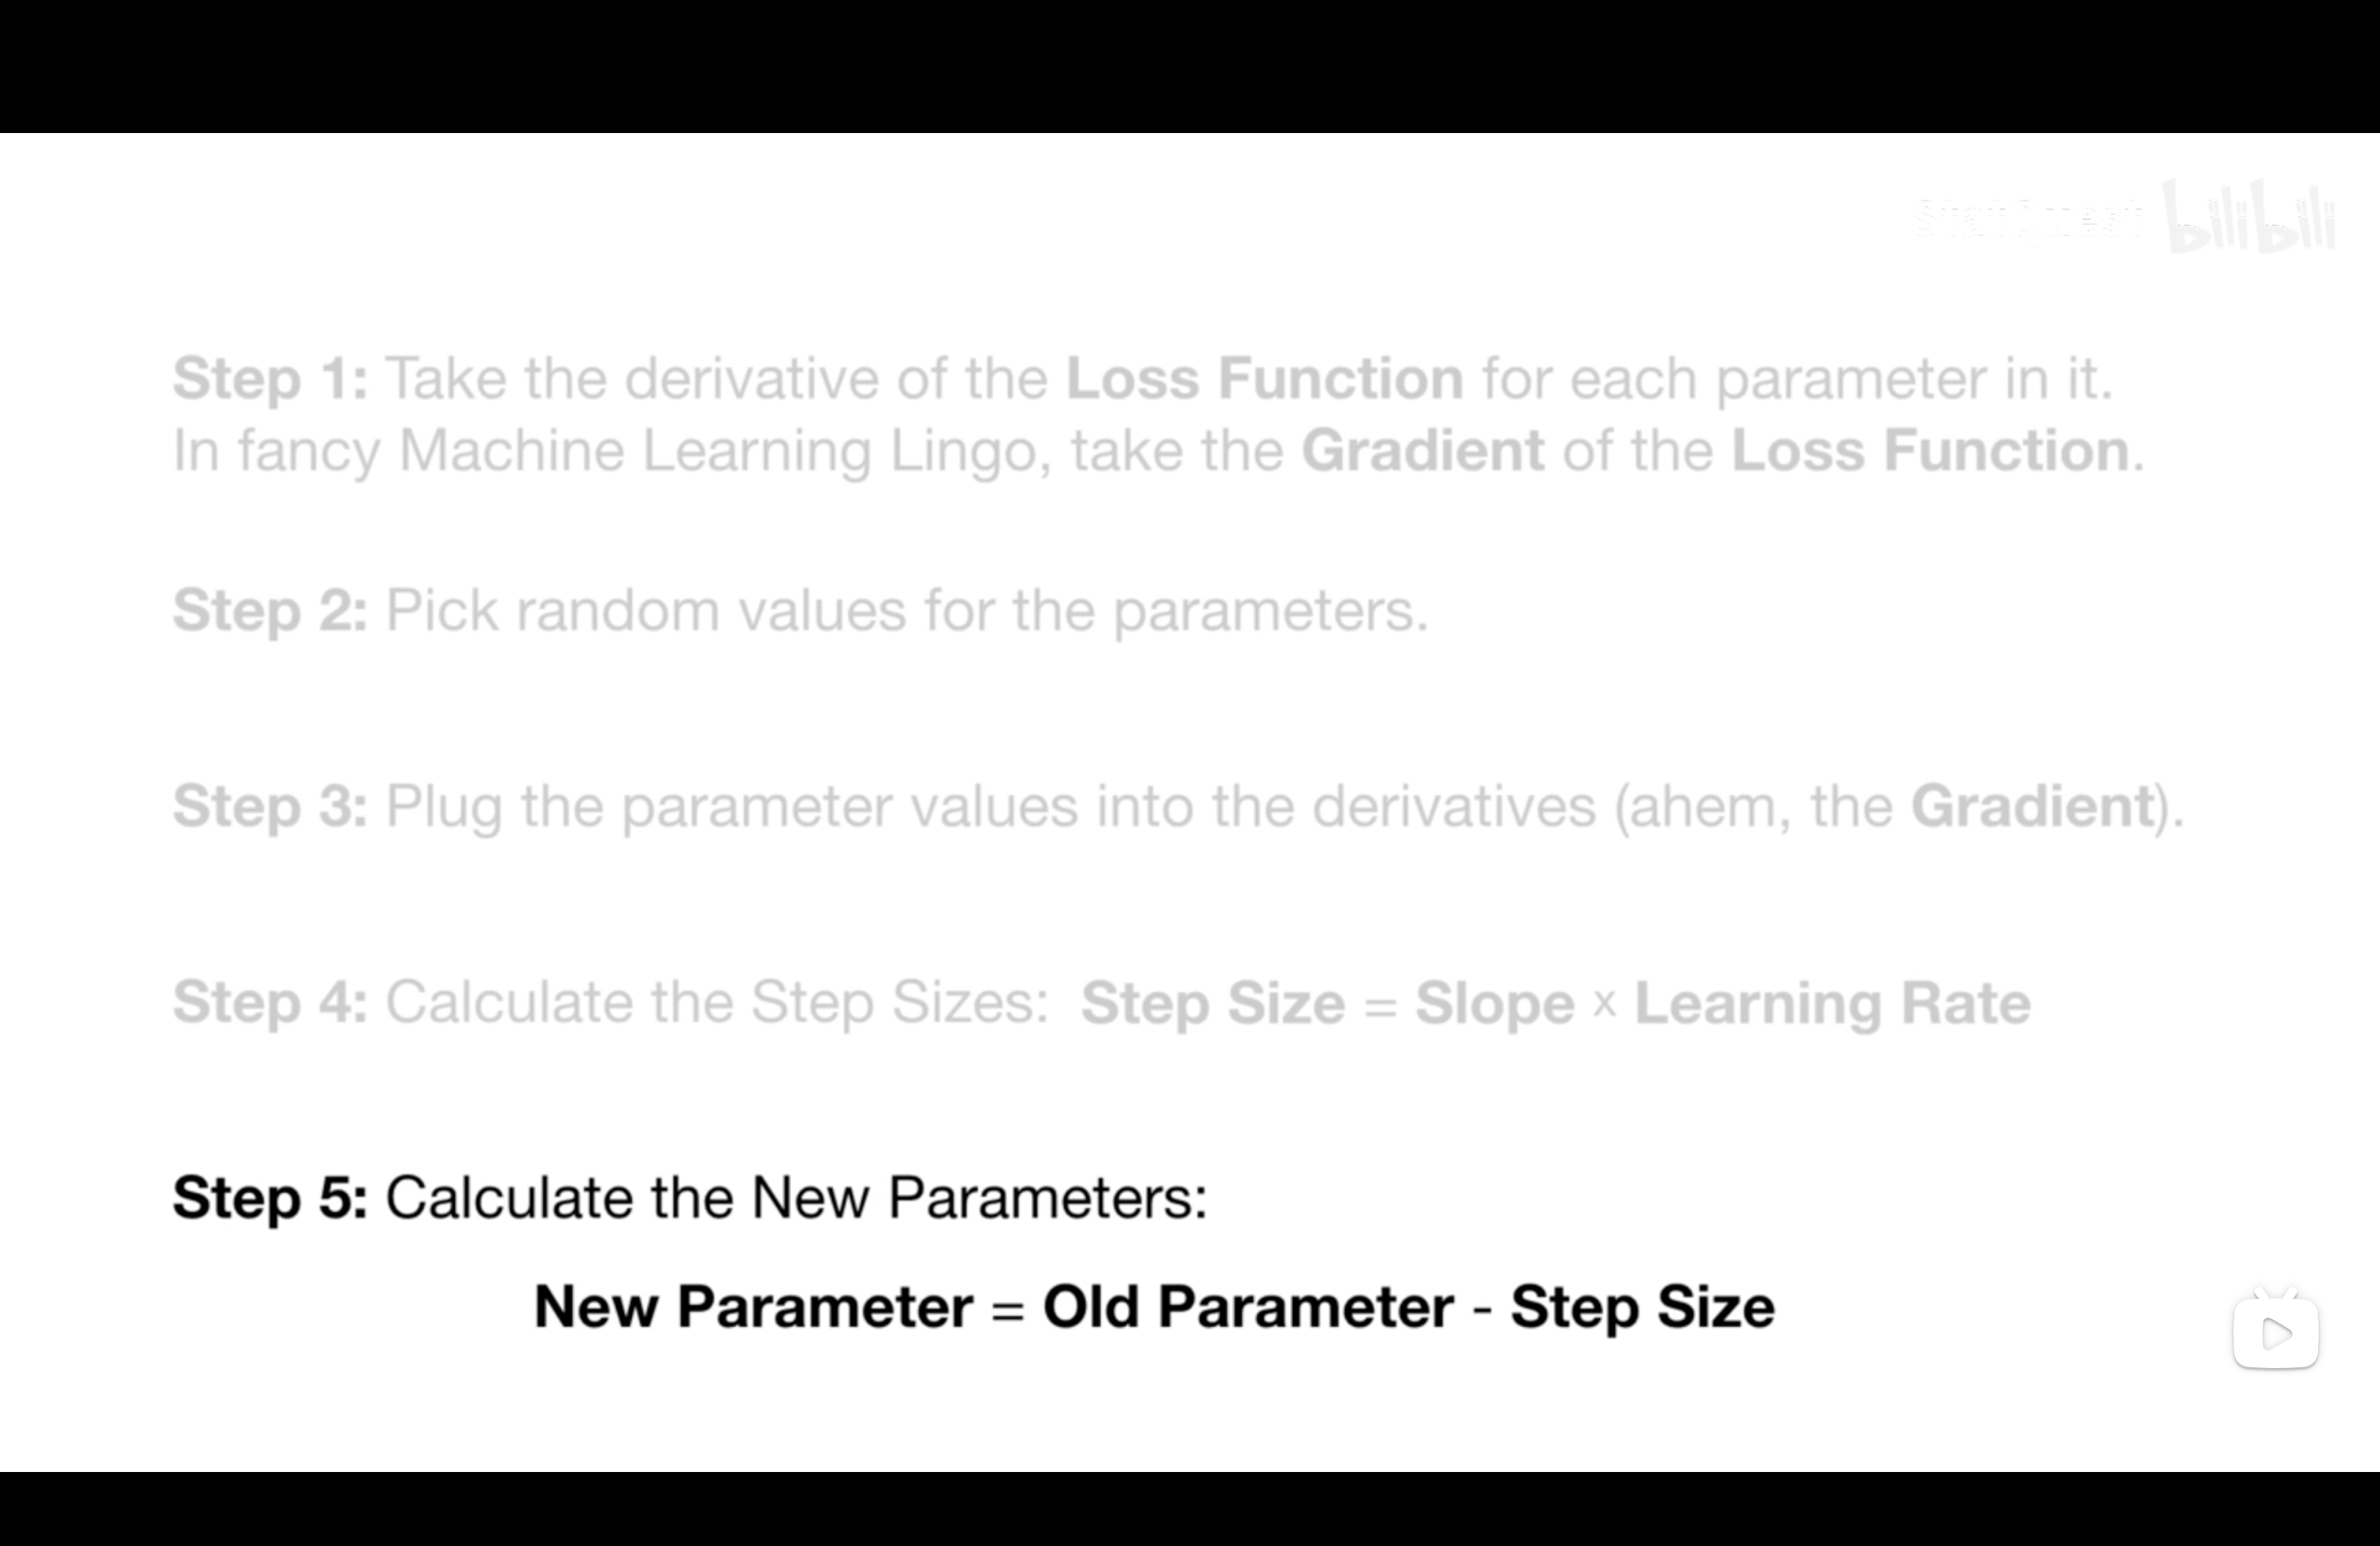 StatQuest bilibili
Step 1: Take the derivative of the Loss Function for each parameter in it.
In fancy Machine Learning Lingo, take the Gradient of the Loss Function.
Step 2: Pick random values for the parameters.
Step 3: Plug the parameter values into the derivatives (ahem, the Gradient).
Step 4: Calculate the Step Sizes: Step Size = Slope x Learning Rate
Step 5: Calculate the New Parameters:
New Parameter = Old Parameter - Step Size